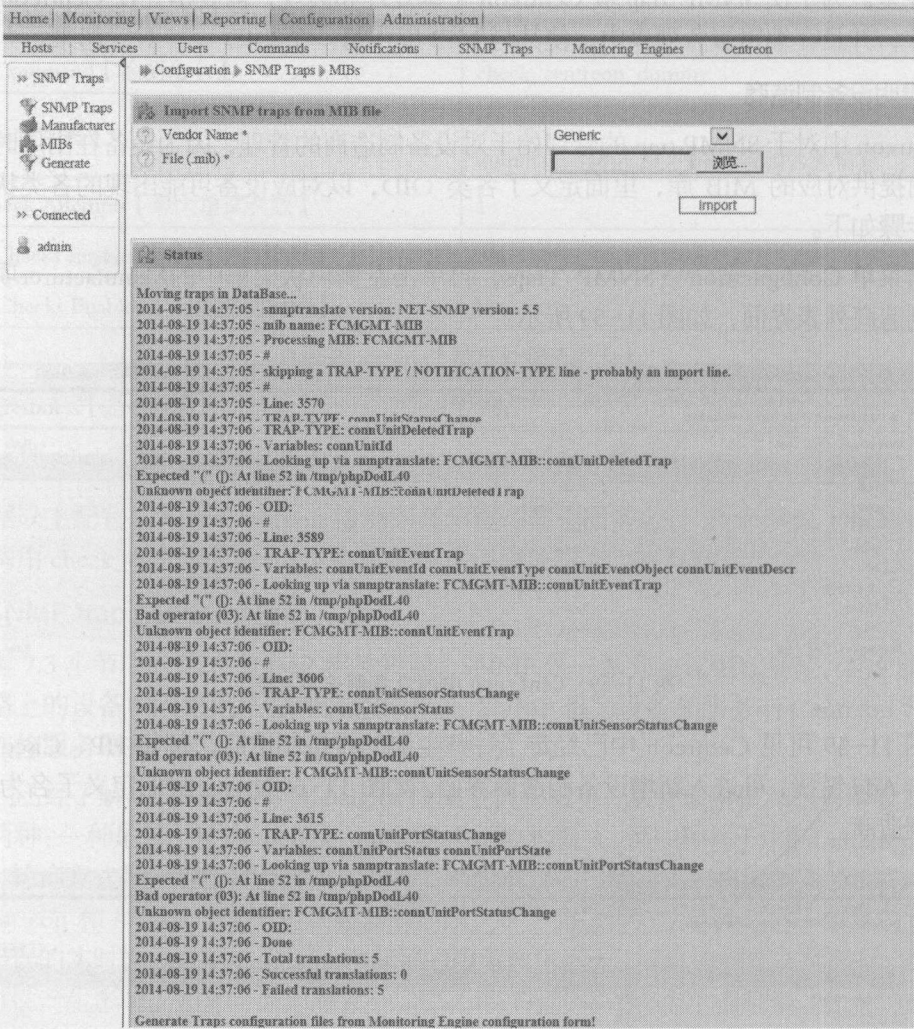 Home Monitoring Views Reporting Configuration Administration
Hosts Services Users Commands Notifications SNMP Traps Monitoring Engines Centreon
SNMP Traps
SNMP Traps
Manufacturer
MIBs
Generate
Connected
admin
Configuration SNMP Traps MIBs
Import SNMP traps from MIB file
Vendor Name * Generic
File (.mib) * 浏览...
Import
Status
Moving traps in DataBase...
2014-08-19 14:37:05 - snmptranslate version: NET-SNMP version: 5.5
2014-08-19 14:37:05 - mib name: FCMGMT-MIB
2014-08-19 14:37:05 - Processing MIB: FCMGMT-MIB
2014-08-19 14:37:05 - #
2014-08-19 14:37:05 - skipping a TRAP-TYPE / NOTIFICATION-TYPE line - probably an import line.
2014-08-19 14:37:05 - #
2014-08-19 14:37:05 - Line: 3570
2014-08-19 14:37:05 - TRAP-TYPE: connUnitStatusChange
2014-08-19 14:37:06 - TRAP-TYPE: connUnitDeletedTrap
2014-08-19 14:37:06 - Variables: connUnitId
2014-08-19 14:37:06 - Looking up via snmptranslate: FCMGMT-MIB::connUnitDeletedTrap
Expected "(" ([): At line 52 in /tmp/phpDodL40
Unknown object identifier: FCMGMT-MIB::connUnitDeletedTrap
2014-08-19 14:37:06 - OID:
2014-08-19 14:37:06 - #
2014-08-19 14:37:06 - Line: 3589
2014-08-19 14:37:06 - TRAP-TYPE: connUnitEventTrap
2014-08-19 14:37:06 - Variables: connUnitEventId connUnitEventType connUnitEventObject connUnitEventDescr
2014-08-19 14:37:06 - Looking up via snmptranslate: FCMGMT-MIB::connUnitEventTrap
Expected "(" ([): At line 52 in /tmp/phpDodL40
Bad operator (03): At line 52 in /tmp/phpDodL40
Unknown object identifier: FCMGMT-MIB::connUnitEventTrap
2014-08-19 14:37:06 - OID:
2014-08-19 14:37:06 - #
2014-08-19 14:37:06 - Line: 3606
2014-08-19 14:37:06 - TRAP-TYPE: connUnitSensorStatusChange
2014-08-19 14:37:06 - Variables: connUnitSensorStatus
2014-08-19 14:37:06 - Looking up via snmptranslate: FCMGMT-MIB::connUnitSensorStatusChange
Expected "(" ([): At line 52 in /tmp/phpDodL40
Bad operator (03): At line 52 in /tmp/phpDodL40
Unknown object identifier: FCMGMT-MIB::connUnitSensorStatusChange
2014-08-19 14:37:06 - OID:
2014-08-19 14:37:06 - #
2014-08-19 14:37:06 - Line: 3615
2014-08-19 14:37:06 - TRAP-TYPE: connUnitPortStatusChange
2014-08-19 14:37:06 - Variables: connUnitPortStatus connUnitPortState
2014-08-19 14:37:06 - Looking up via snmptranslate: FCMGMT-MIB::connUnitPortStatusChange
Expected "(" ([): At line 52 in /tmp/phpDodL40
Bad operator (03): At line 52 in /tmp/phpDodL40
Unknown object identifier: FCMGMT-MIB::connUnitPortStatusChange
2014-08-19 14:37:06 - OID:
2014-08-19 14:37:06 - Done
2014-08-19 14:37:06 - Total translations: 5
2014-08-19 14:37:06 - Successful translations: 0
2014-08-19 14:37:06 - Failed translations: 5
Generate Traps configuration files from Monitoring Engine configuration form!